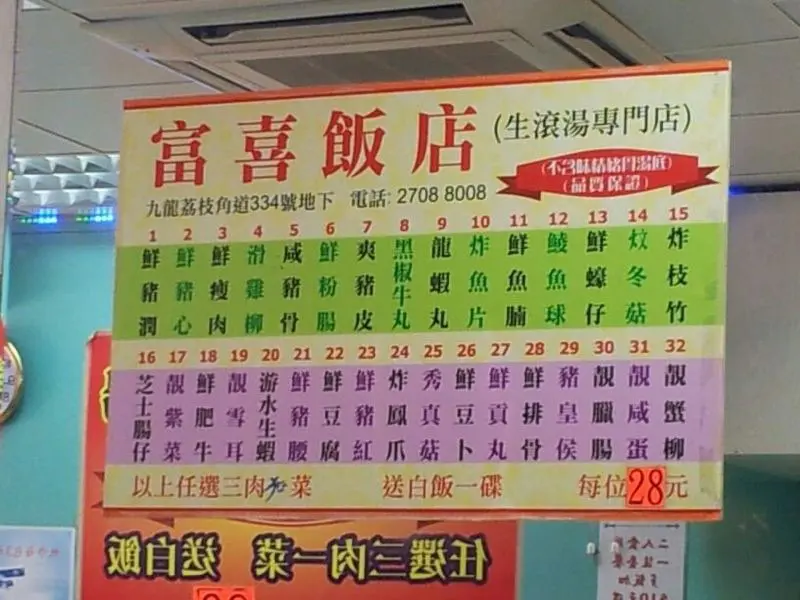 富喜飯店 (生滾湯專門店)
(不含味精豬骨湯底)
(品質保證)
九龍荔枝角道334號地下 電話: 2708 8008
1 2 3 4 5 6 7 8 9 10 11 12 13 14 15
鮮豬潤 鮮豬心 鮮瘦肉 滑雞柳 咸豬骨 鮮粉腸 爽豬皮 黑椒牛丸 龍蝦丸 炸魚片 鮮魚腩 鯪魚球 鮮蠔仔 炆冬菇 炸枝竹
16 17 18 19 20 21 22 23 24 25 26 27 28 29 30 31 32
芝士腸仔 靚紫菜 鮮肥牛 靚雪耳 游水生蝦 鮮豬腰 鮮豆腐 鮮豬紅 炸鳳爪 秀真菇 鮮豆卜 鮮貢丸 鮮排骨 豬皇侯 靚臘腸 靚咸蛋 靚蟹柳
以上任選三肉 菜 送白飯一碟 每位28元
任選三肉一菜 送白飯